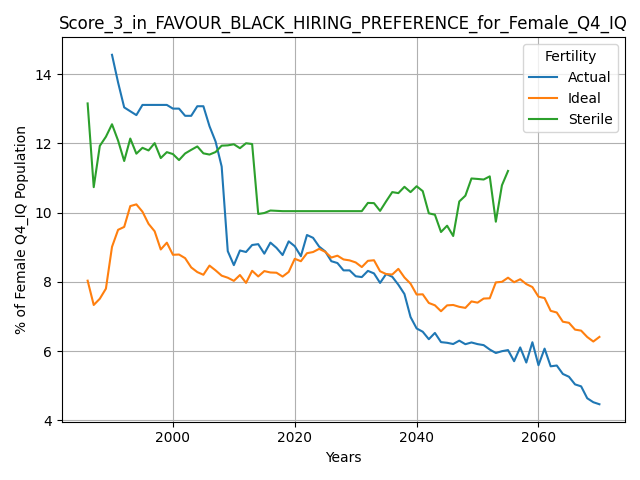 Score_3_in_FAVOUR_BLACK_HIRING_PREFERENCE_for_Female_Q4_IQ
Fertility
Actual
Ideal
Sterile
% of Female Q4_IQ Population
14
12
10
8
6
4
2000
2020
2040
2060
Years